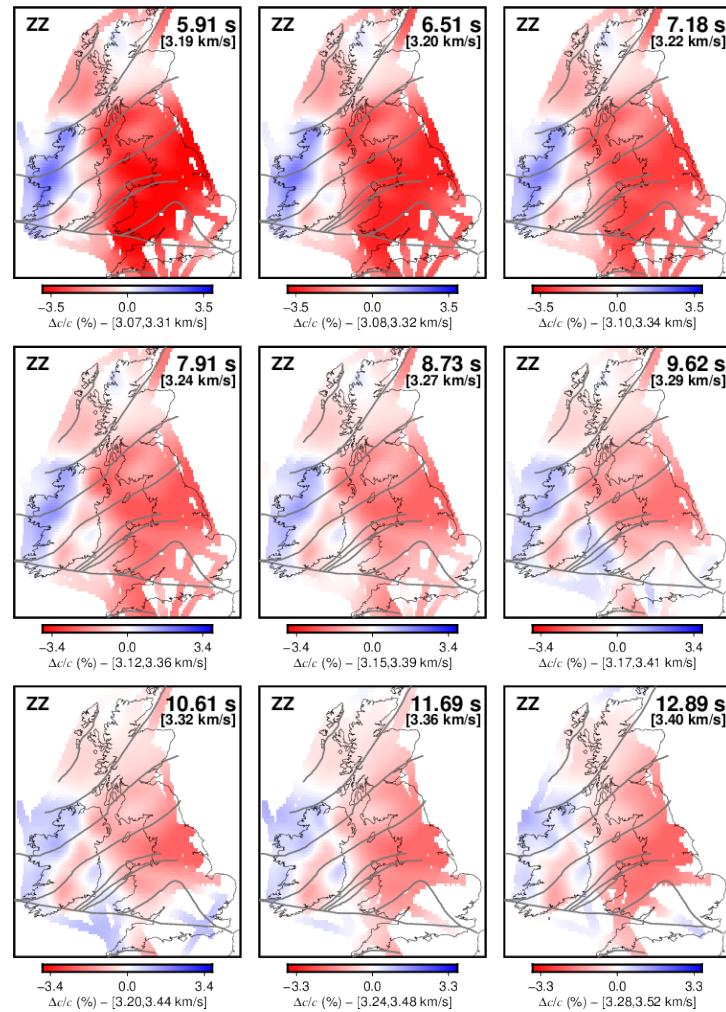 ZZ 5.91 s
[3.19 km/s]
ZZ 6.51 s
[3.20 km/s]
ZZ 7.18 s
[3.22 km/s]
−3.5 0.0 3.5
Δc/c (%) − [3.07,3.31 km/s]
−3.5 0.0 3.5
Δc/c (%) − [3.08,3.32 km/s]
−3.5 0.0 3.5
Δc/c (%) − [3.10,3.34 km/s]
ZZ 7.91 s
[3.24 km/s]
ZZ 8.73 s
[3.27 km/s]
ZZ 9.62 s
[3.29 km/s]
−3.4 0.0 3.4
Δc/c (%) − [3.12,3.36 km/s]
−3.4 0.0 3.4
Δc/c (%) − [3.15,3.39 km/s]
−3.4 0.0 3.4
Δc/c (%) − [3.17,3.41 km/s]
ZZ 10.61 s
[3.32 km/s]
ZZ 11.69 s
[3.36 km/s]
ZZ 12.89 s
[3.40 km/s]
−3.4 0.0 3.4
Δc/c (%) − [3.20,3.44 km/s]
−3.3 0.0 3.3
Δc/c (%) − [3.24,3.48 km/s]
−3.3 0.0 3.3
Δc/c (%) − [3.28,3.52 km/s]